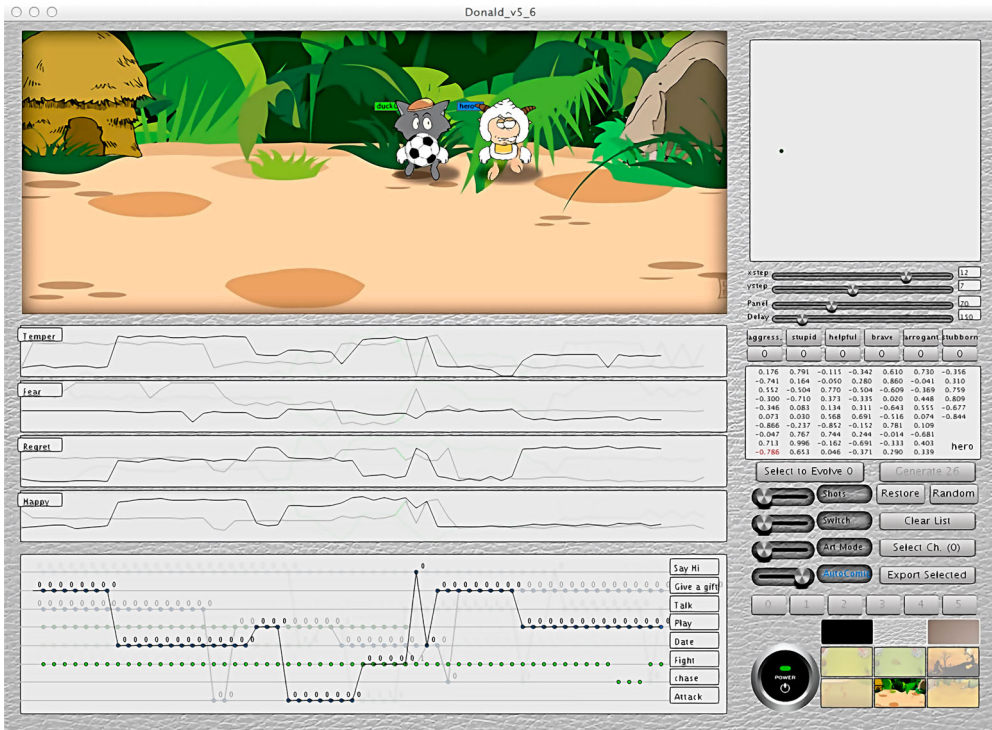 Donald_v5_6
duck
hero
xstep 12
ystep 7
Panel 70
Delay 150
Temper
Fear
Regret
Happy
aggress. stupid helpful brave arrogant stubborn
0 0 0 0 0 0
0.176 0.791 -0.115 -0.342 0.610 0.730 -0.356
-0.741 0.164 -0.050 0.280 0.860 -0.041 0.310
0.552 -0.504 0.770 -0.504 -0.609 -0.369 0.759
-0.300 -0.710 0.373 -0.335 0.020 0.448 0.809
-0.346 0.083 0.134 0.311 -0.643 0.555 -0.677
0.073 0.030 0.568 0.691 -0.516 0.074 -0.844
-0.866 -0.237 -0.852 -0.152 0.781 0.109
-0.047 0.767 0.744 0.244 -0.014 -0.681
0.713 0.996 -0.162 -0.691 -0.333 0.403
-0.786 0.653 0.046 -0.371 0.290 0.339
hero
Select to Evolve 0 Generate 26
Shots Restore Random
Switch Clear List
Art Mode Select Ch. (0)
AutoComp Export Selected
0 1 2 3 4 5
POWER
Say Hi
Give a gift
Talk
Play
Date
Fight
chase
Attack